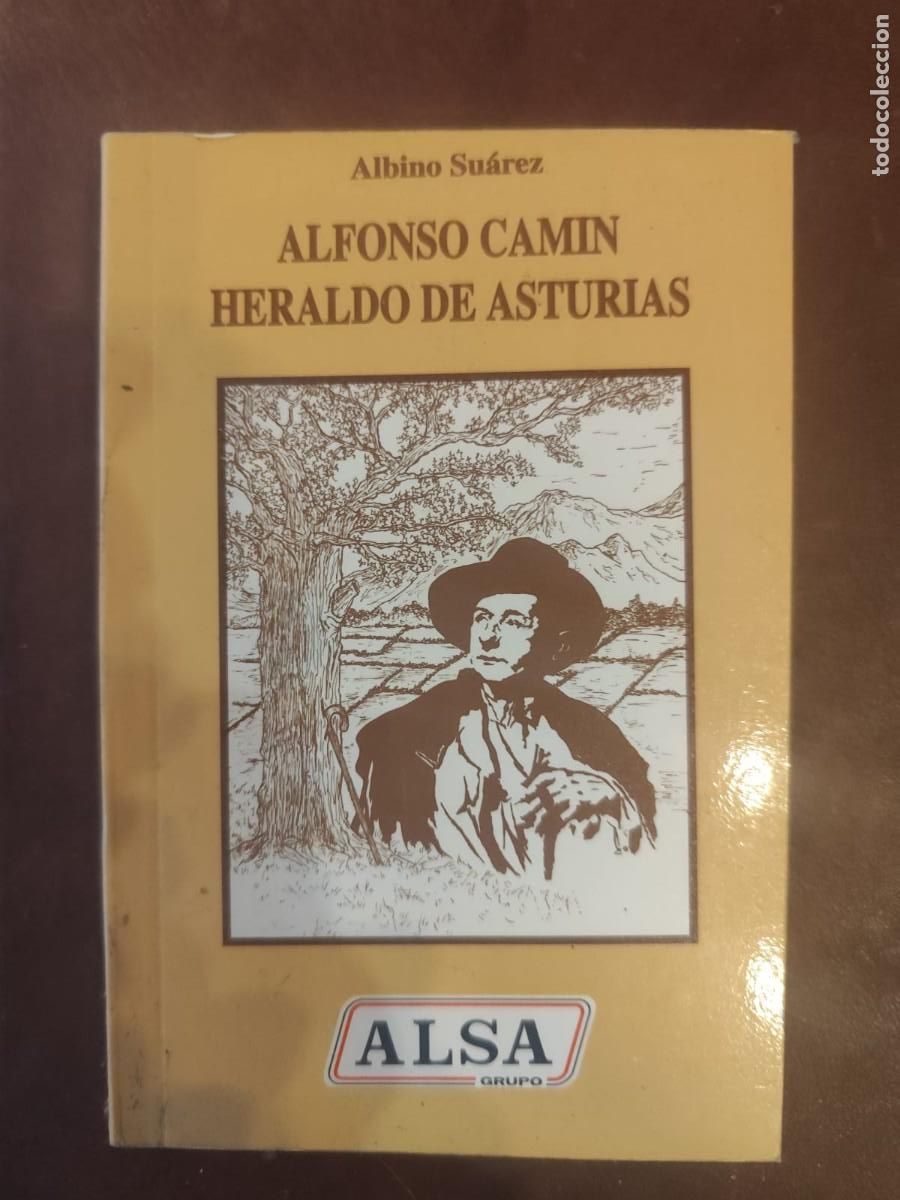 Albino Suárez
ALFONSO CAMIN
HERALDO DE ASTURIAS
ALSA
GRUPO
todocoleccion